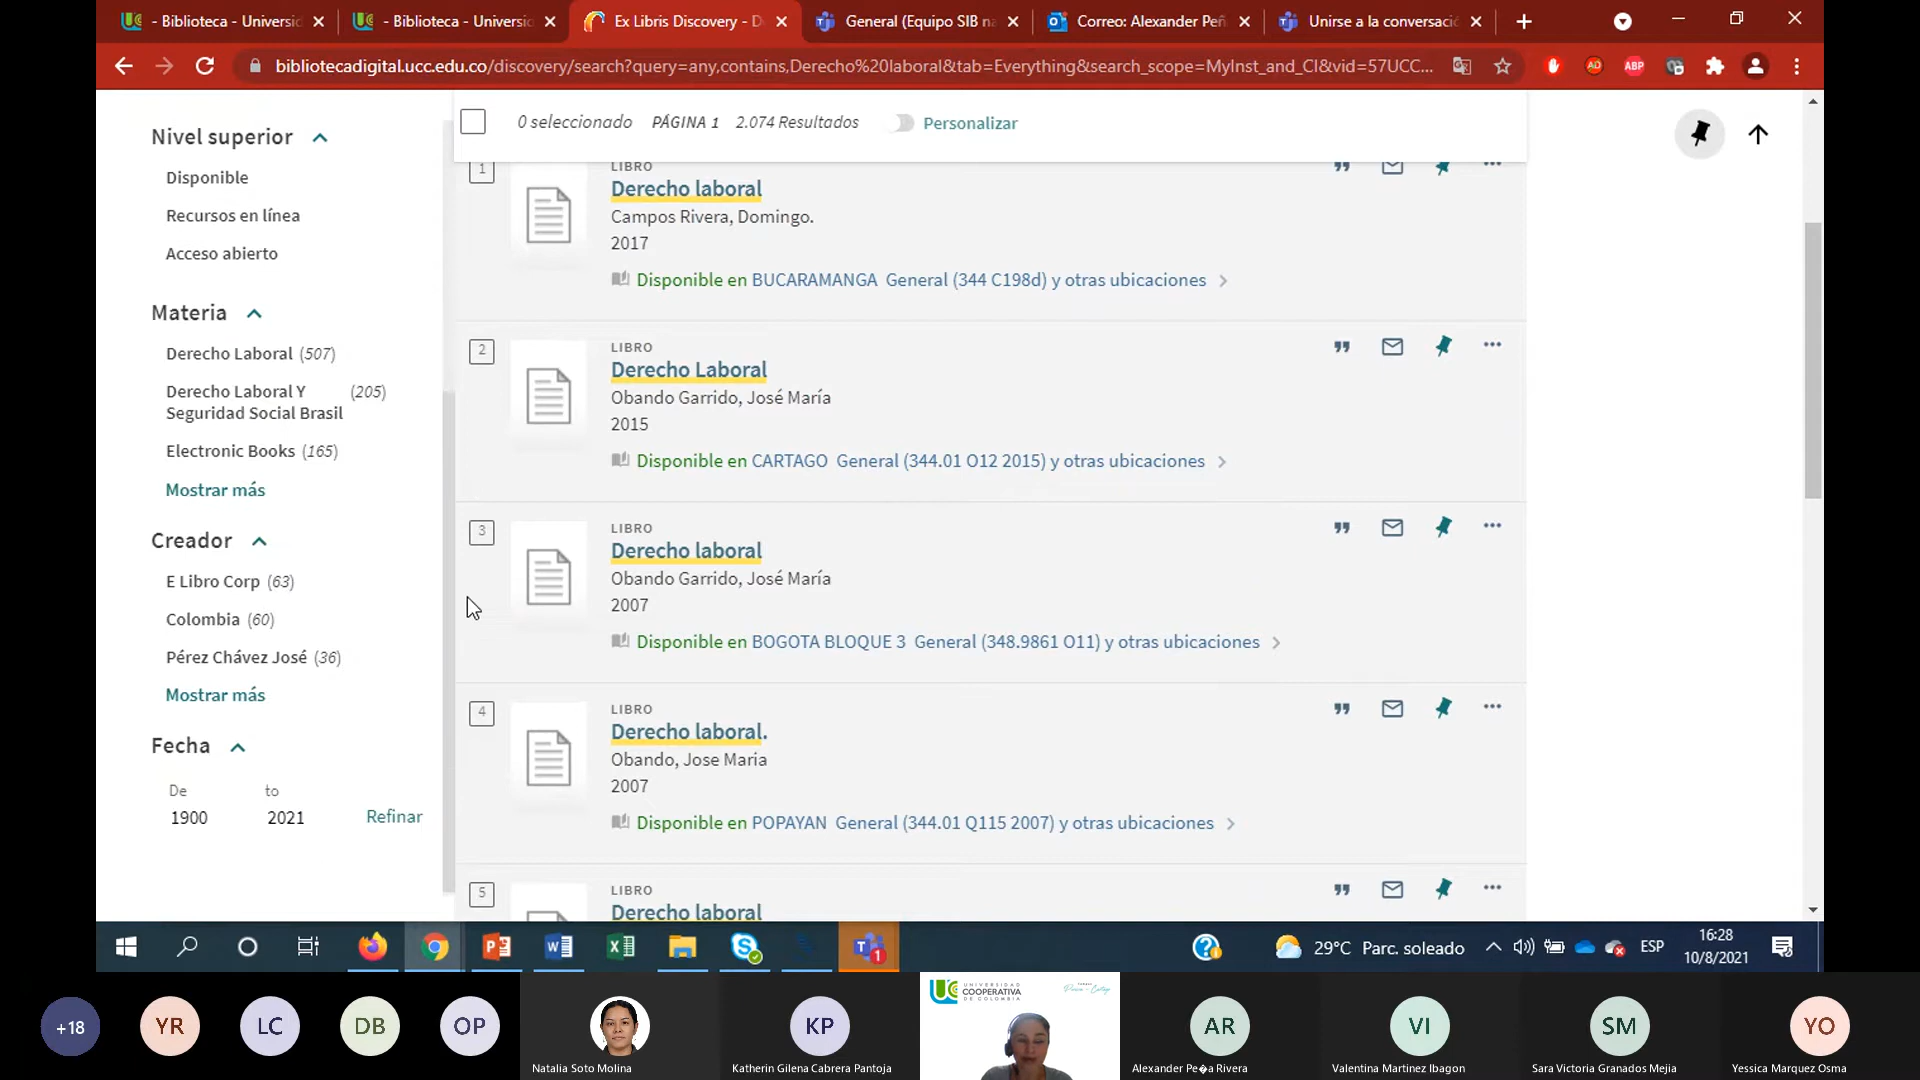 - Biblioteca - Universid
- Biblioteca - Universio
Ex Libris Discovery - D
General (Equipo SIB na
Correo: Alexander Peñ
Unirse a la conversació
bibliotecadigital.ucc.edu.co/discovery/search?query=any,contains,Derecho%20laboral&tab=Everything&search_scope=MyInst_and_CI&vid=57UCC...
ABP
0 seleccionado PÁGINA 1 2.074 Resultados Personalizar
Nivel superior
Disponible
Recursos en línea
Acceso abierto
Materia
Derecho Laboral (507)
Derecho Laboral Y (205)
Seguridad Social Brasil
Electronic Books (165)
Mostrar más
Creador
E Libro Corp (63)
Colombia (60)
Pérez Chávez José (36)
Mostrar más
Fecha
De to
1900 2021 Refinar
1
LIBRO
Derecho laboral
Campos Rivera, Domingo.
2017
Disponible en BUCARAMANGA General (344 C198d) y otras ubicaciones
2
LIBRO
Derecho Laboral
Obando Garrido, José María
2015
Disponible en CARTAGO General (344.01 O12 2015) y otras ubicaciones
3
LIBRO
Derecho laboral
Obando Garrido, José María
2007
Disponible en BOGOTA BLOQUE 3 General (348.9861 O11) y otras ubicaciones
4
LIBRO
Derecho laboral.
Obando, Jose Maria
2007
Disponible en POPAYAN General (344.01 Q115 2007) y otras ubicaciones
5
LIBRO
Derecho laboral
1
29°C Parc. soleado
ESP
16:28
10/8/2021
+18
YR
LC
DB
OP
Natalia Soto Molina
KP
Katherin Gilena Cabrera Pantoja
UNIVERSIDAD
COOPERATIVA
DE COLOMBIA
AR
Alexander Pe�a Rivera
VI
Valentina Martinez Ibagon
SM
Sara Victoria Granados Mejia
YO
Yessica Marquez Osma